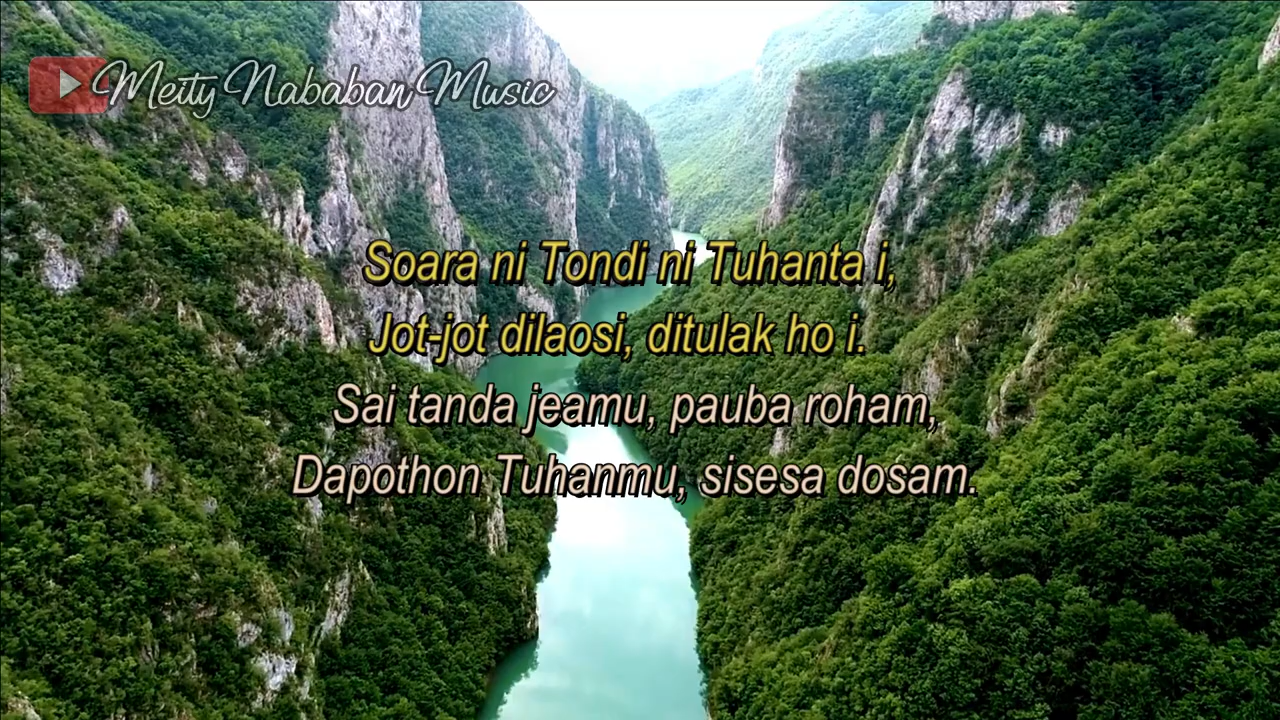 Meity Nababan Music
Soara ni Tondi ni Tuhanta i,
Jot-jot dilaosi, ditulak ho i.
Sai tanda jeamu, pauba roham,
Dapothon Tuhanmu, sisesa dosam.